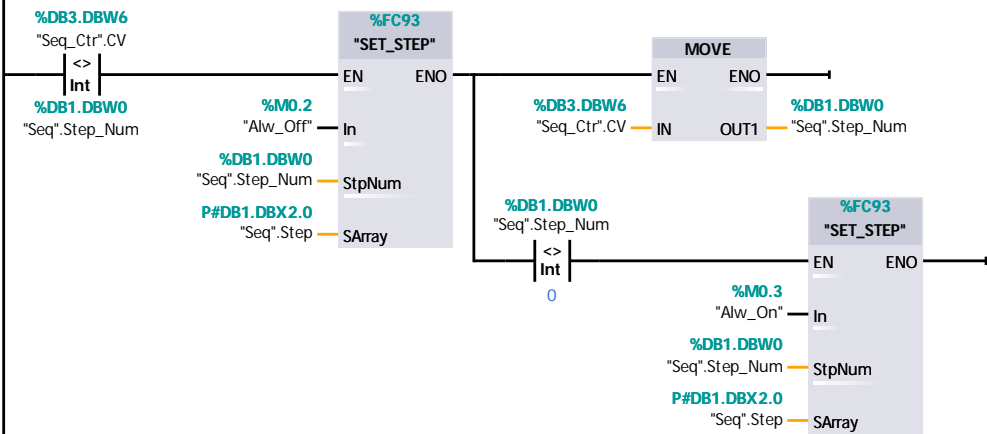 %DB3.DBW6
"Seq_Ctr".CV
<>
Int
%DB1.DBW0
"Seq".Step_Num
%FC93
"SET_STEP"
EN ENO
%M0.2
"Alw_Off" In
%DB1.DBW0
"Seq".Step_Num StpNum
P#DB1.DBX2.0
"Seq".Step SArray
MOVE
EN ENO
%DB3.DBW6 %DB1.DBW0
"Seq_Ctr".CV IN OUT1 "Seq".Step_Num
%DB1.DBW0
"Seq".Step_Num
<>
Int
0
%FC93
"SET_STEP"
EN ENO
%M0.3
"Alw_On" In
%DB1.DBW0
"Seq".Step_Num StpNum
P#DB1.DBX2.0
"Seq".Step SArray